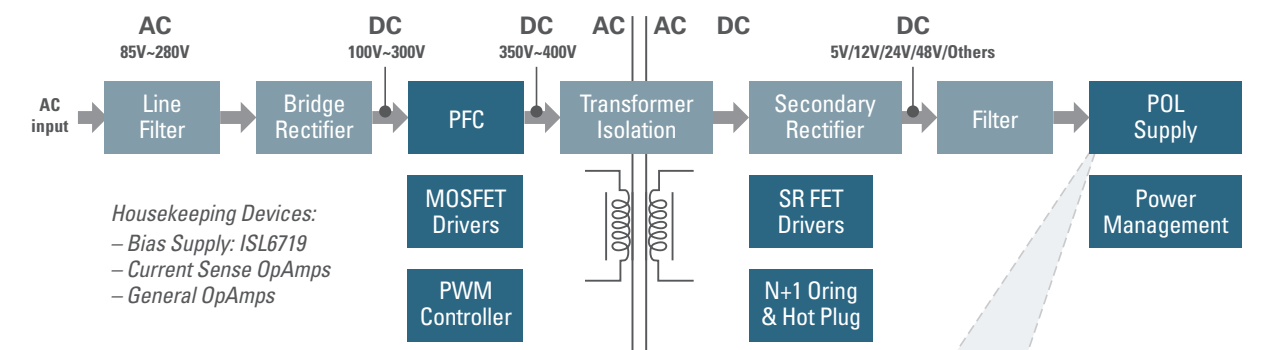 AC
85V~280V
DC
100V~300V
DC
350V~400V
AC
AC
DC
DC
5V/12V/24V/48V/Others
AC
input
Line
Filter
Bridge
Rectifier
PFC
Transformer
Isolation
Secondary
Rectifier
Filter
POL
Supply
MOSFET
Drivers
SR FET
Drivers
Power
Management
Housekeeping Devices:
– Bias Supply: ISL6719
– Current Sense OpAmps
– General OpAmps
PWM
Controller
N+1 Oring
& Hot Plug